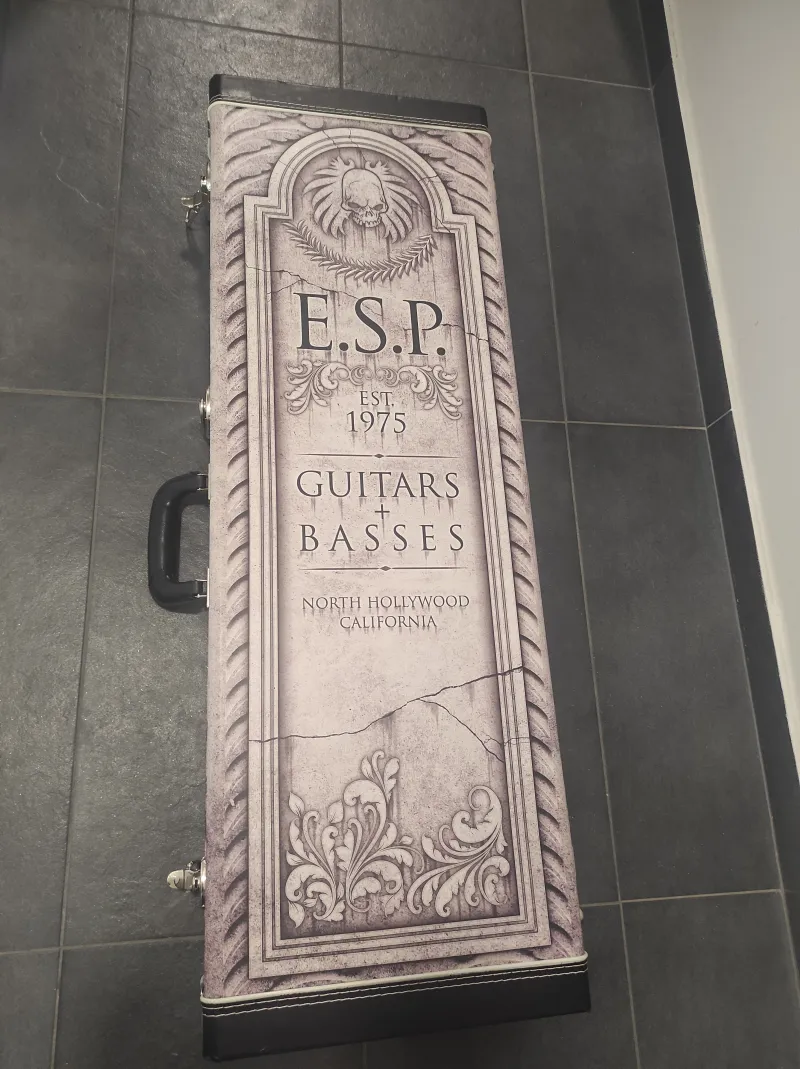 E.S.P.
EST.
1975
GUITARS
+
BASSES
NORTH HOLLYWOOD
CALIFORNIA